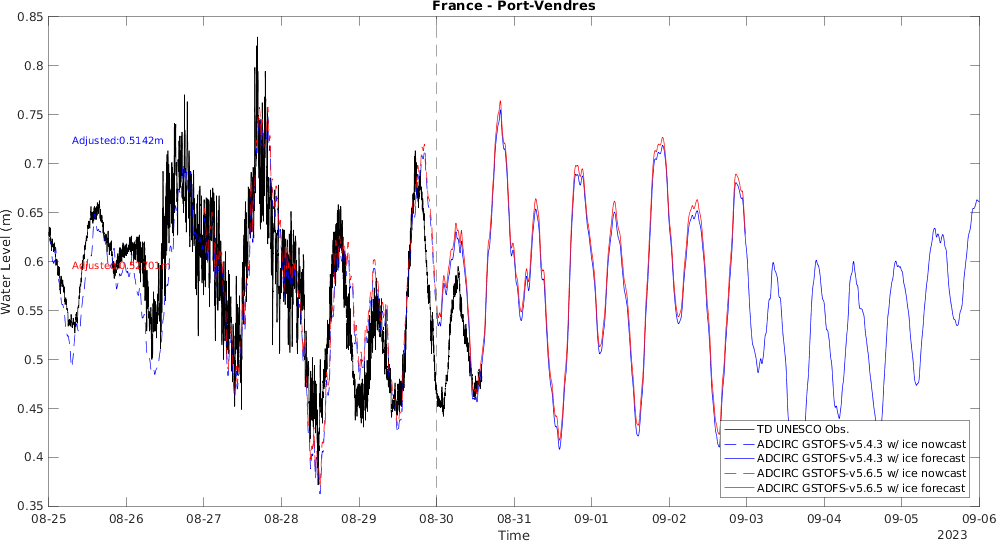 France - Port-Vendres
0.85
0.8
0.75
0.7
0.65
0.6
0.55
0.5
0.45
0.4
0.35
Water Level (m)
Adjusted:0.5142m
Adjusted:0.52701m
TD UNESCO Obs.
ADCIRC GSTOFS-v5.4.3 w/ ice nowcast
ADCIRC GSTOFS-v5.4.3 w/ ice forecast
ADCIRC GSTOFS-v5.6.5 w/ ice nowcast
ADCIRC GSTOFS-v5.6.5 w/ ice forecast
08-25 08-26 08-27 08-28 08-29 08-30 08-31 09-01 09-02 09-03 09-04 09-05 09-06
Time
2023